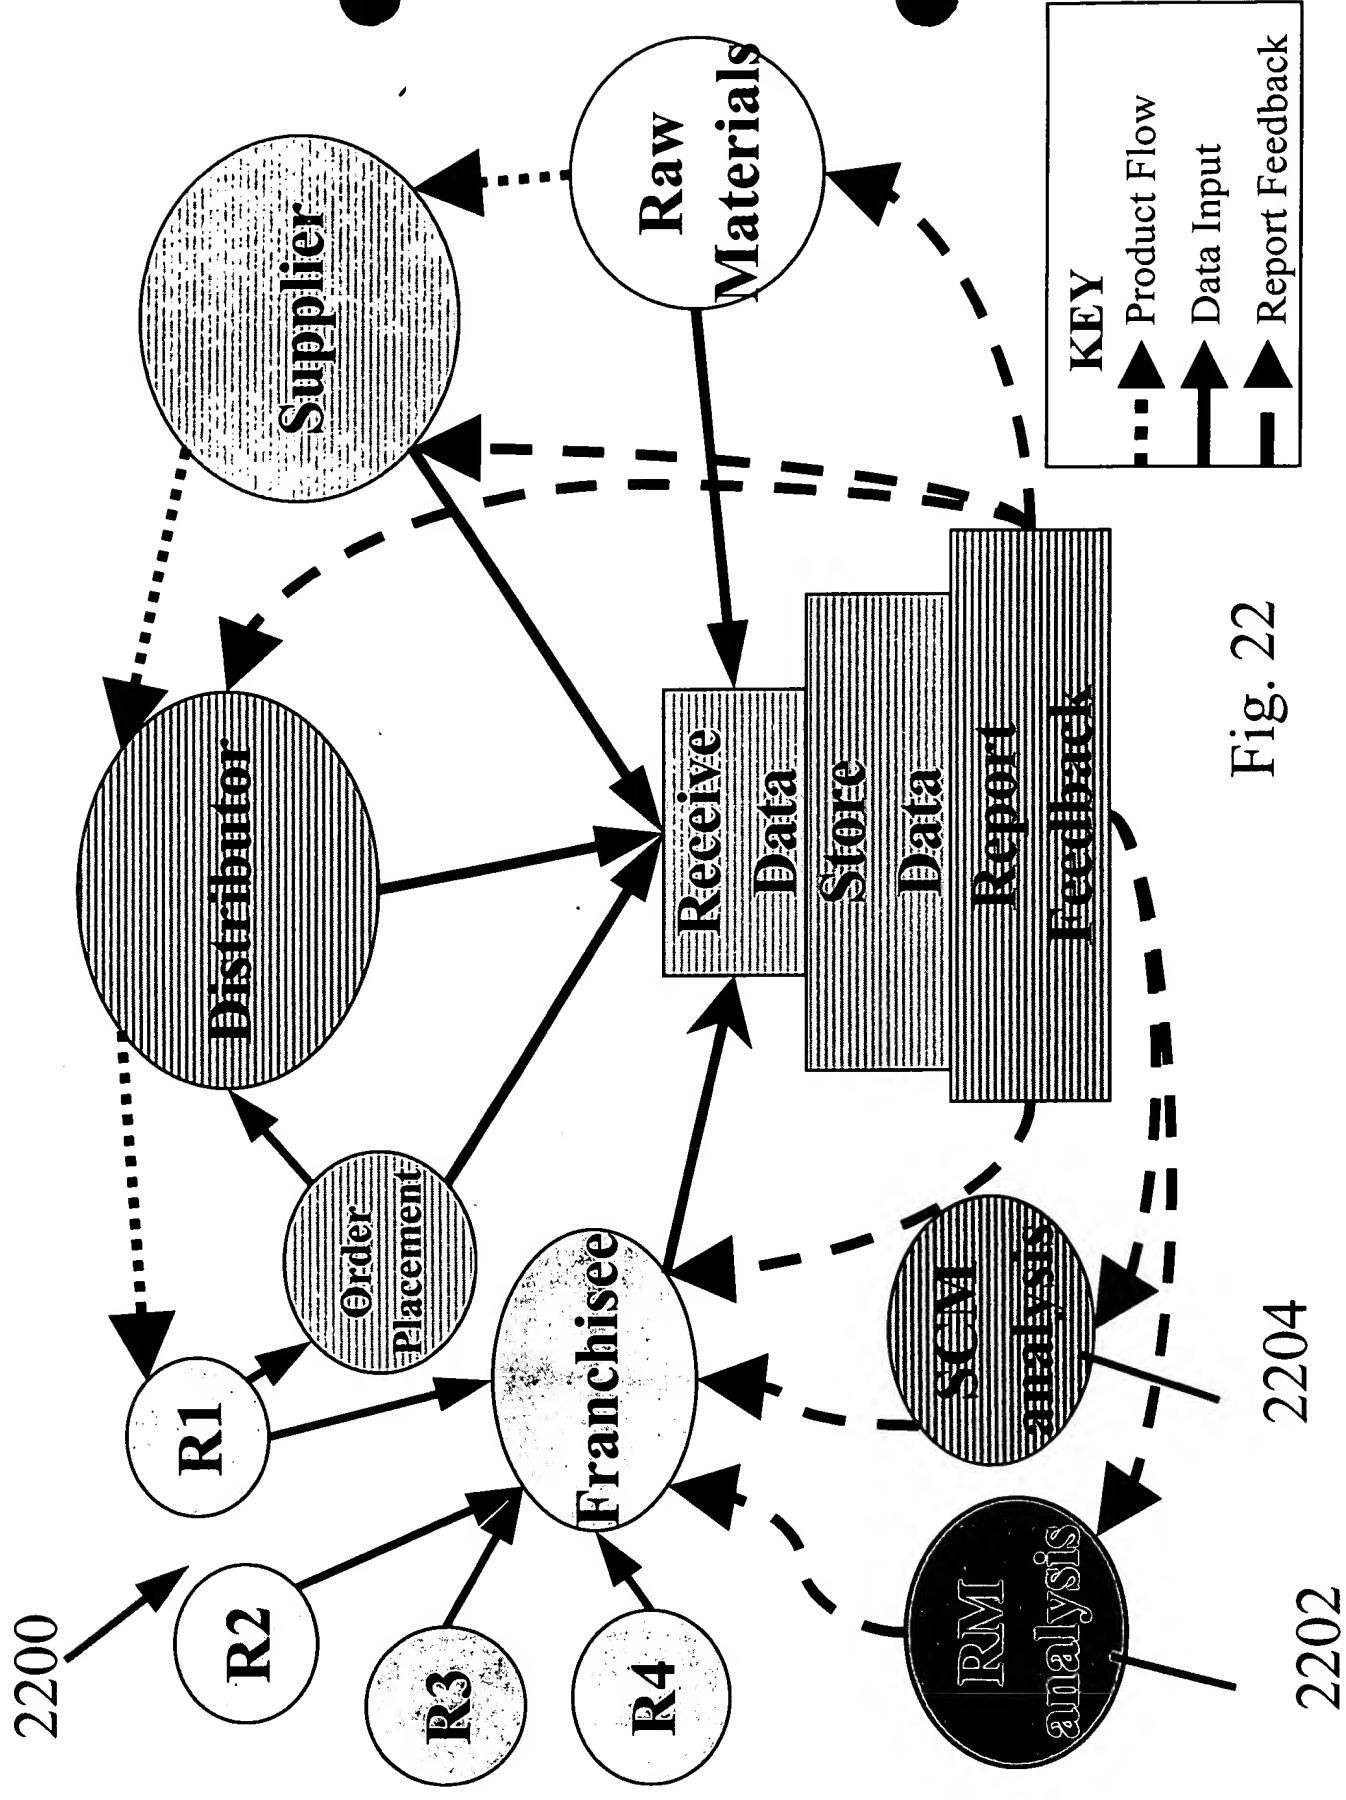 2200
R1
R2
R3
R4
Order
Placement
Distributor
Supplier
Franchisee
Raw
Materials
Receive
Data
Store
Data
Report
Feedback
SCM
analysis
RM
analysis
2202
2204
Fig. 22
KEY
Product Flow
Data Input
Report Feedback